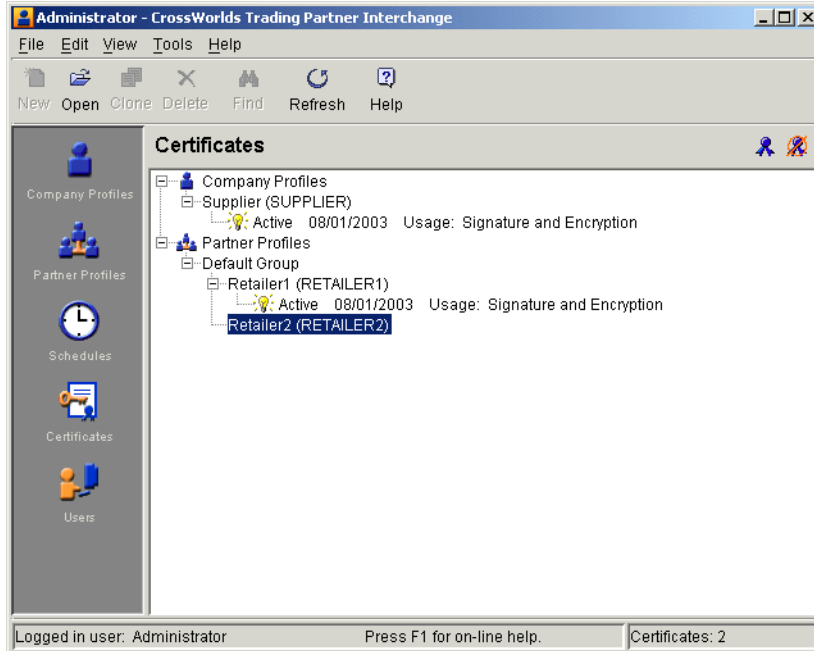 Administrator - CrossWorlds Trading Partner Interchange
File Edit View Tools Help
New Open Clone Delete Find Refresh Help
Certificates
Company Profiles
Partner Profiles
Schedules
Certificates
Users
Company Profiles
Supplier (SUPPLIER)
Active 08/01/2003 Usage: Signature and Encryption
Partner Profiles
Default Group
Retailer1 (RETAILER1)
Active 08/01/2003 Usage: Signature and Encryption
Retailer2 (RETAILER2)
Logged in user: Administrator Press F1 for on-line help. Certificates: 2